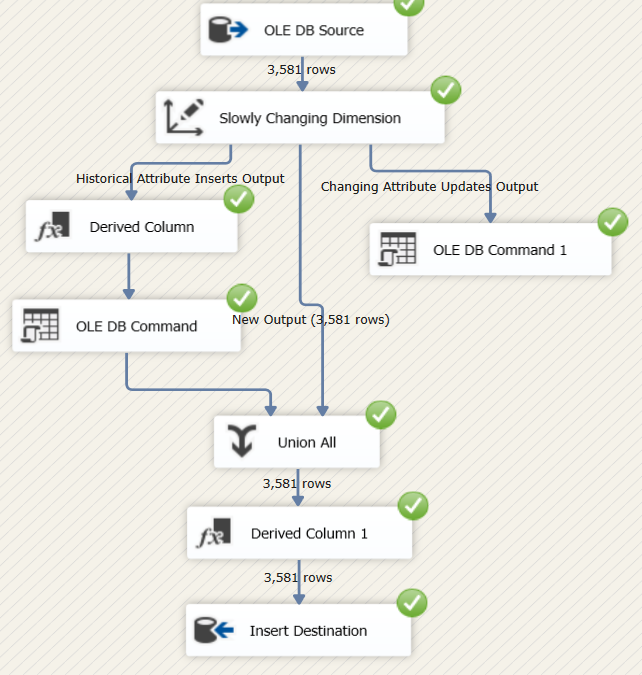 OLE DB Source
3,581 rows
Slowly Changing Dimension
Historical Attribute Inserts Output
Changing Attribute Updates Output
fx
Derived Column
OLE DB Command 1
OLE DB Command
New Output (3,581 rows)
Union All
3,581 rows
fx
Derived Column 1
3,581 rows
Insert Destination